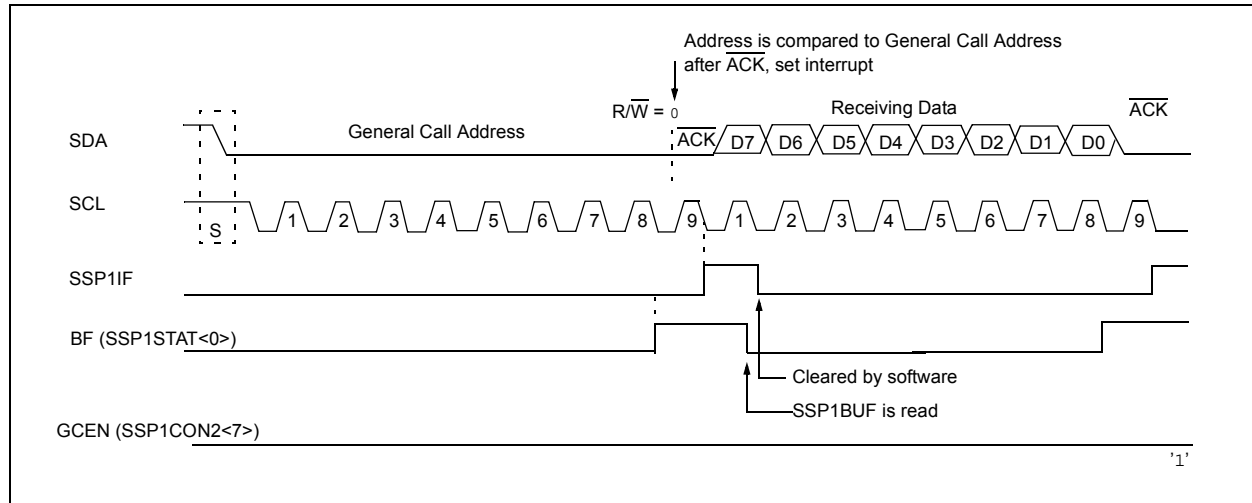 Address is compared to General Call Address
after ACK, set interrupt
R/W = 0
Receiving Data
ACK
General Call Address
SDA
ACK D7 D6 D5 D4 D3 D2 D1 D0
SCL
S
1 2 3 4 5 6 7 8 9 1 2 3 4 5 6 7 8 9
SSP1IF
BF (SSP1STAT<0>)
Cleared by software
SSP1BUF is read
GCEN (SSP1CON2<7>)
'1'